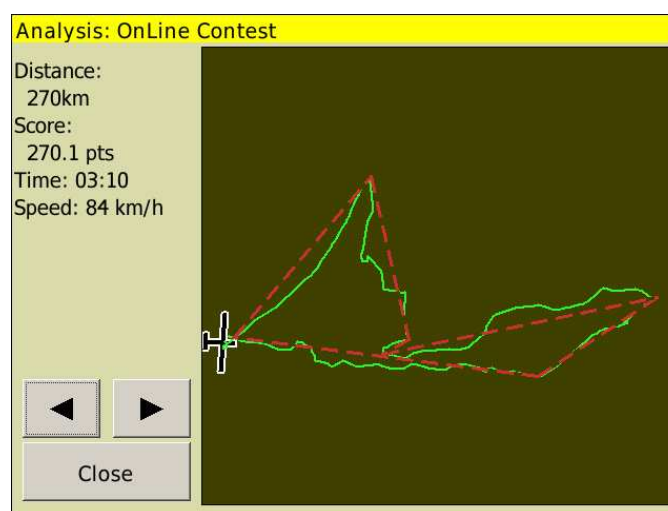 Analysis: OnLine Contest
Distance:
270km
Score:
270.1 pts
Time: 03:10
Speed: 84 km/h
Close